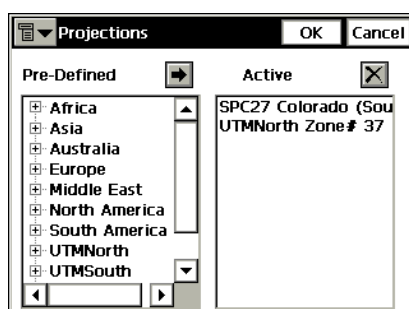 Projections OK Cancel
Pre-Defined Active
Africa
Asia
Australia
Europe
Middle East
North America
South America
UTMNorth
UTMSouth
SPC27 Colorado (Sou
UTMNorth Zone# 37